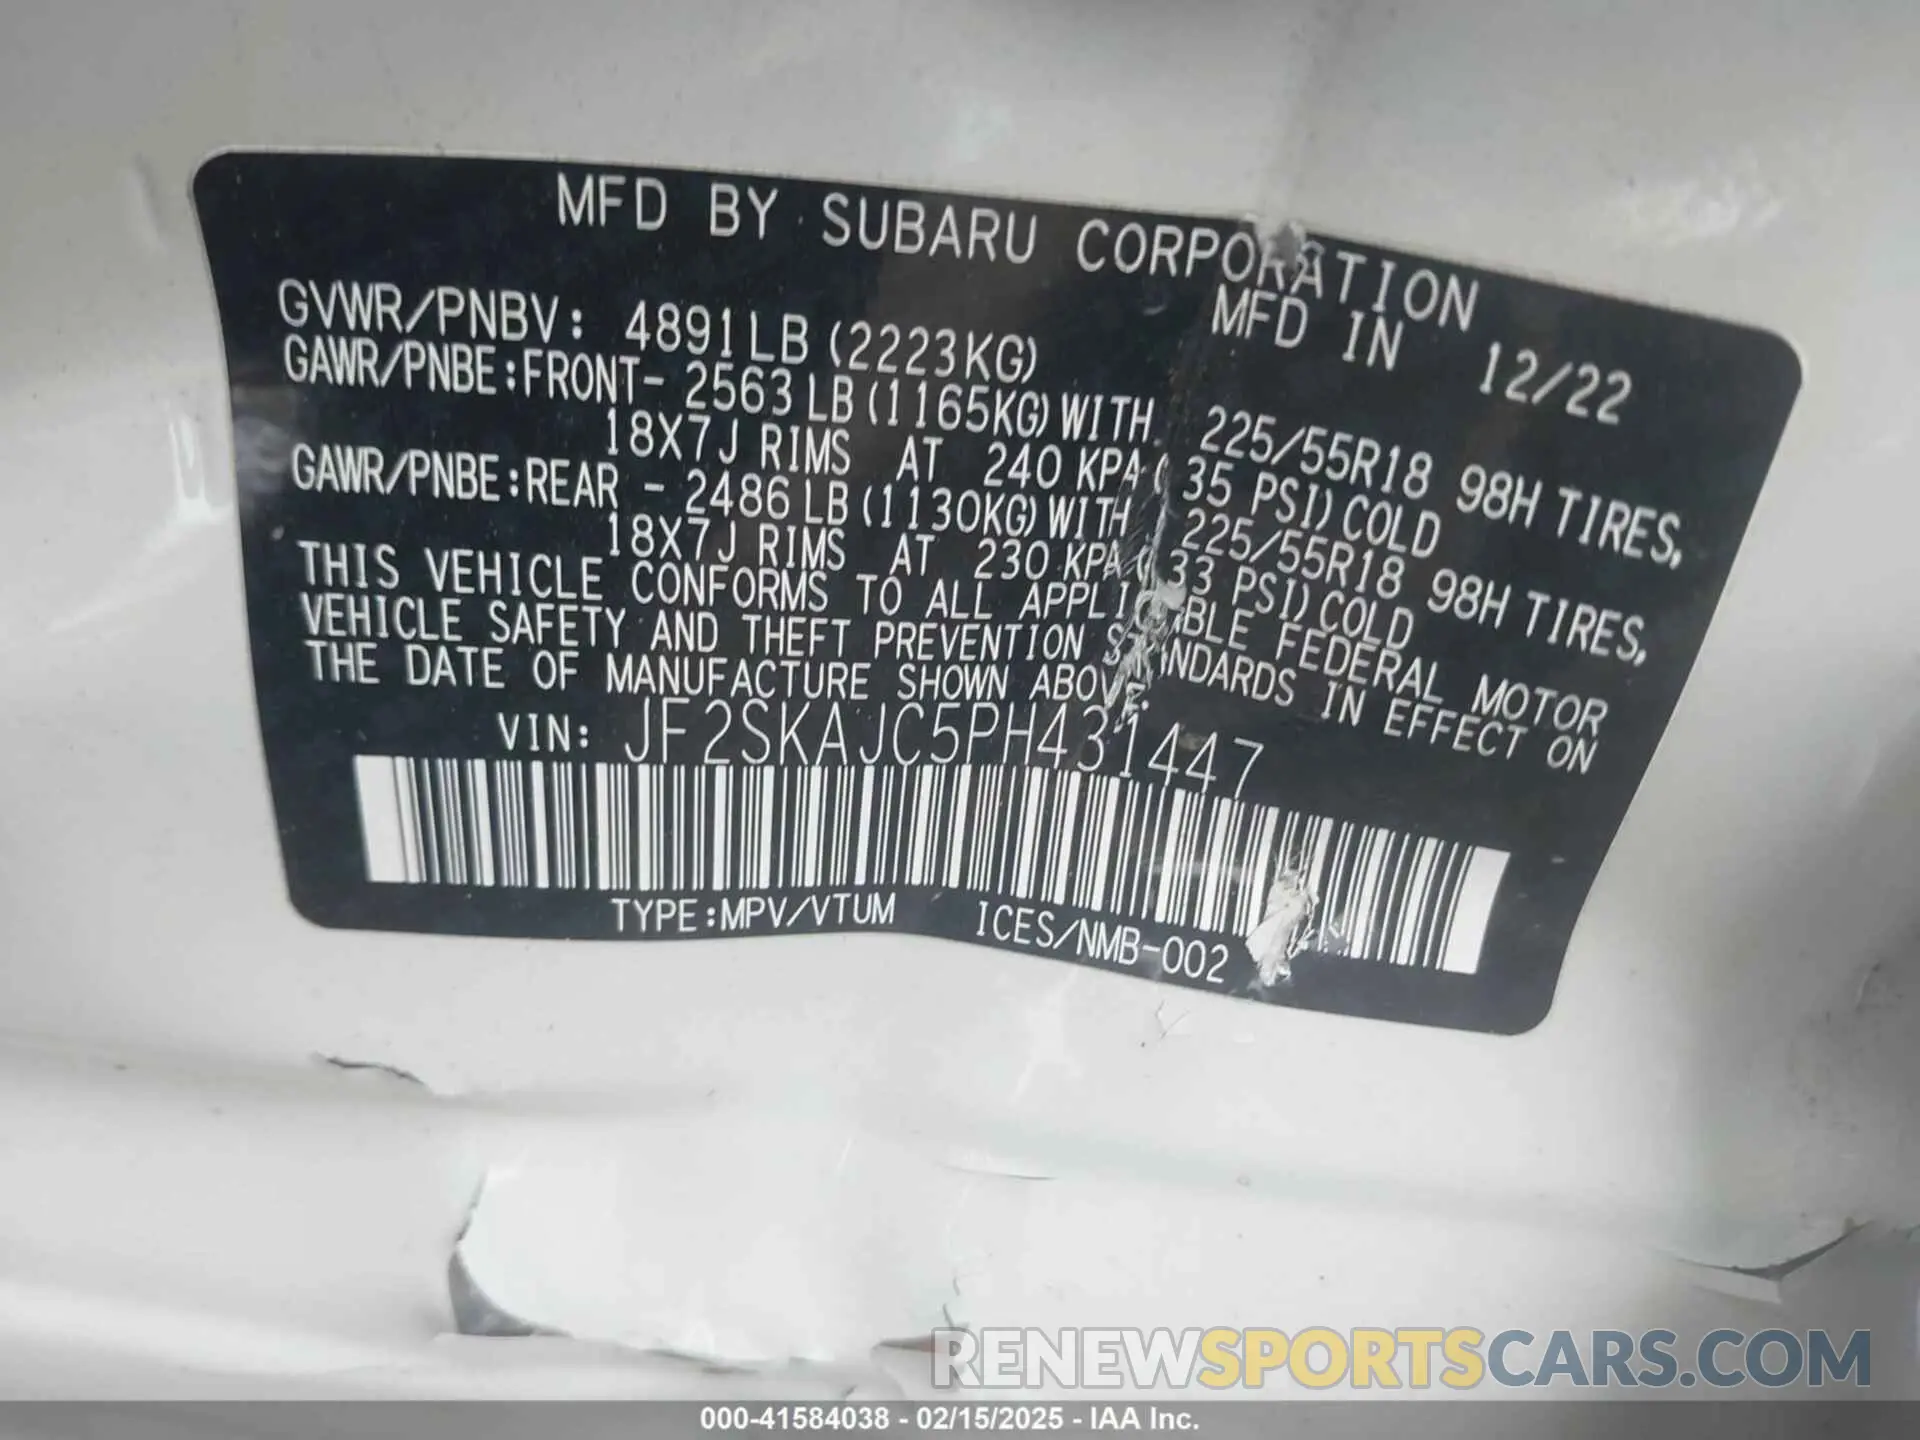 MFD BY SUBARU CORPORATION
MFD IN 12/22
GVWR/PNBV: 4891LB (2223KG)
GAWR/PNBE:FRONT- 2563LB(1165KG)WITH 225/55R18 98H TIRES,
18X7J RIMS AT 240 KPA( 35 PSI)COLD
GAWR/PNBE:REAR - 2486LB(1130KG)WITH 225/55R18 98H TIRES,
18X7J RIMS AT 230 KPA( 33 PSI)COLD
THIS VEHICLE CONFORMS TO ALL APPLICABLE FEDERAL MOTOR
VEHICLE SAFETY AND THEFT PREVENTION STANDARDS IN EFFECT ON
THE DATE OF MANUFACTURE SHOWN ABOVE.
VIN: JF2SKAJC5PH431447
TYPE:MPV/VTUM ICES/NMB-002
RENEWSPORTSCARS.COM
000-41584038 - 02/15/2025 - IAA Inc.